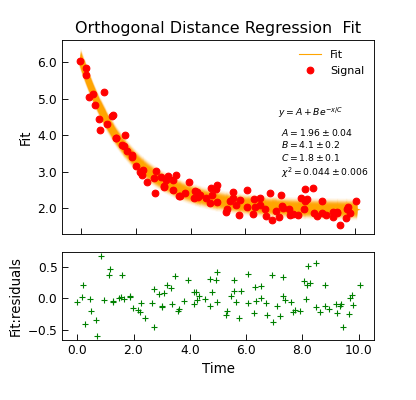 Orthogonal Distance Regression  Fit
6.0
4.0
3.0
2.0
Fit
Fit
Signal
y = A + Be^{-x/C}
A = 1.96 ± 0.04
B = 4.1 ± 0.2
C = 1.8 ± 0.1
χ² = 0.044 ± 0.006
0.5
0.0
−0.5
Fit:residuals
0.0 2.0 4.0 6.0 8.0 10.0
Time